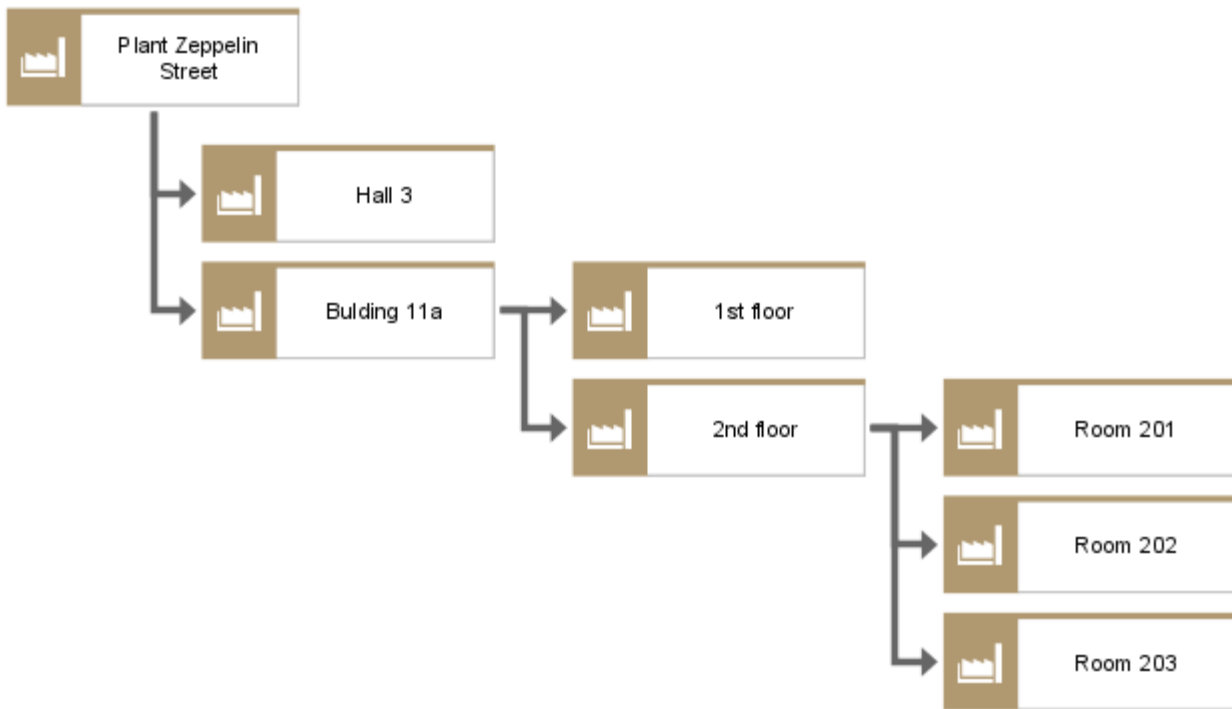 Plant Zeppelin
Street
Hall 3
Bulding 11a
1st floor
2nd floor
Room 201
Room 202
Room 203